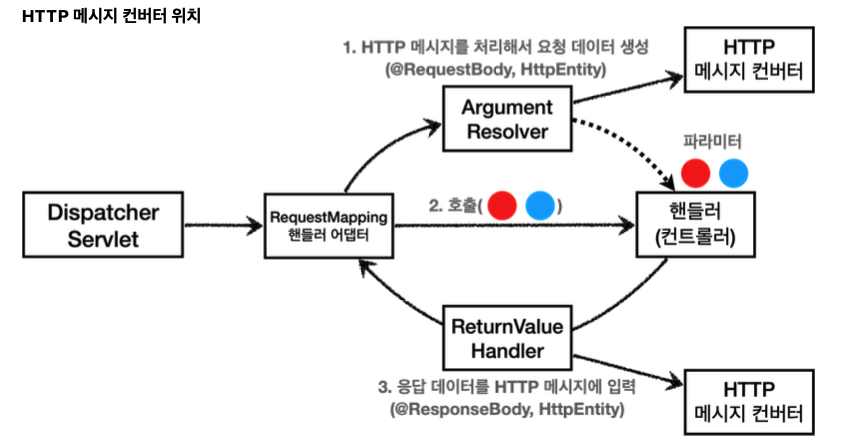 HTTP 메시지 컨버터 위치
1. HTTP 메시지를 처리해서 요청 데이터 생성
(@RequestBody, HttpEntity)
HTTP
메시지 컨버터
Argument
Resolver
파라미터
Dispatcher
Servlet
RequestMapping
핸들러 어댑터
2. 호출( )
핸들러
(컨트롤러)
ReturnValue
Handler
3. 응답 데이터를 HTTP 메시지에 입력
(@ResponseBody, HttpEntity)
HTTP
메시지 컨버터